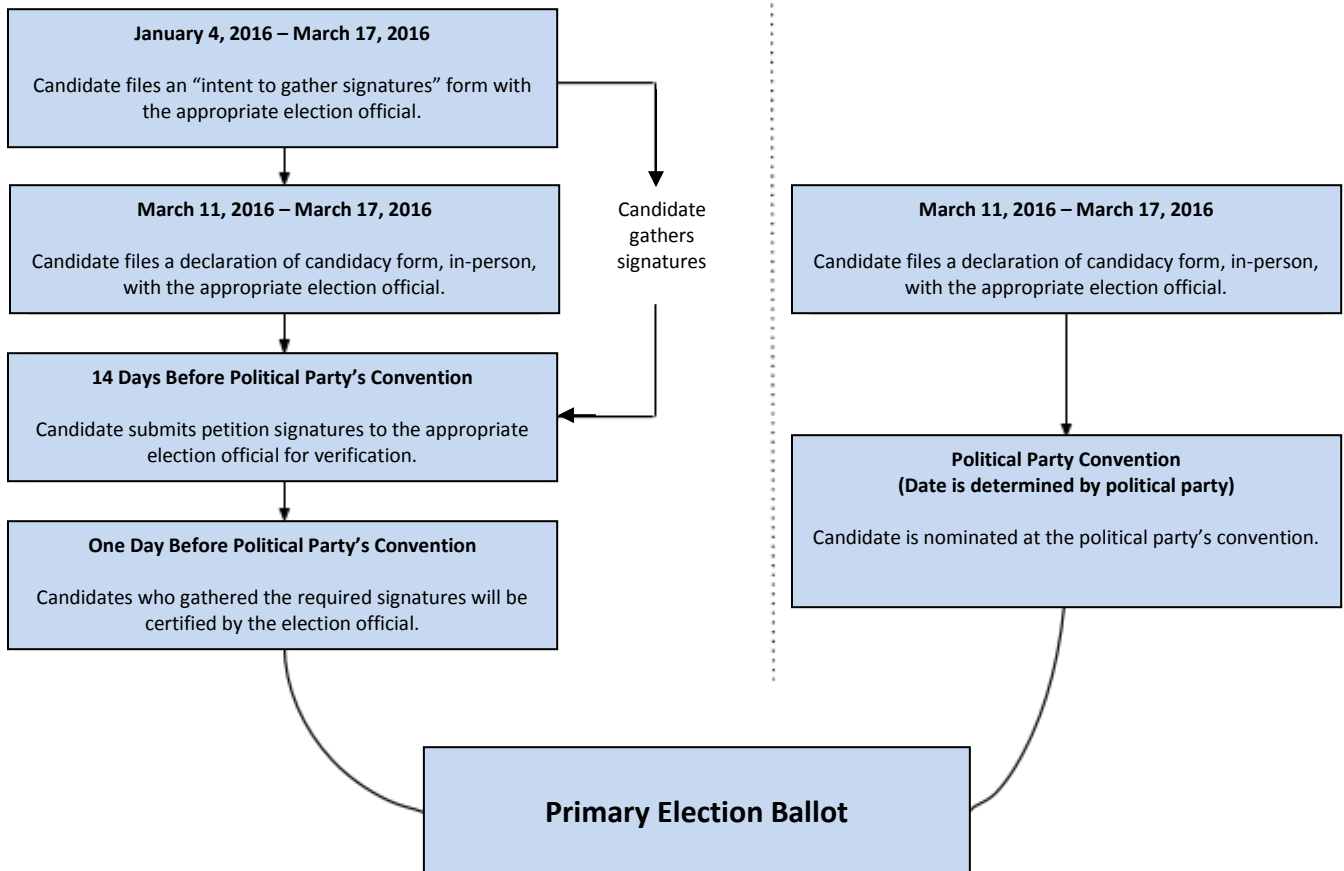 January 4, 2016 – March 17, 2016
Candidate files an “intent to gather signatures” form with
the appropriate election official.
March 11, 2016 – March 17, 2016
Candidate files a declaration of candidacy form, in-person,
with the appropriate election official.
Candidate
gathers
signatures
14 Days Before Political Party’s Convention
Candidate submits petition signatures to the appropriate
election official for verification.
One Day Before Political Party’s Convention
Candidates who gathered the required signatures will be
certified by the election official.
March 11, 2016 – March 17, 2016
Candidate files a declaration of candidacy form, in-person,
with the appropriate election official.
Political Party Convention
(Date is determined by political party)
Candidate is nominated at the political party’s convention.
Primary Election Ballot